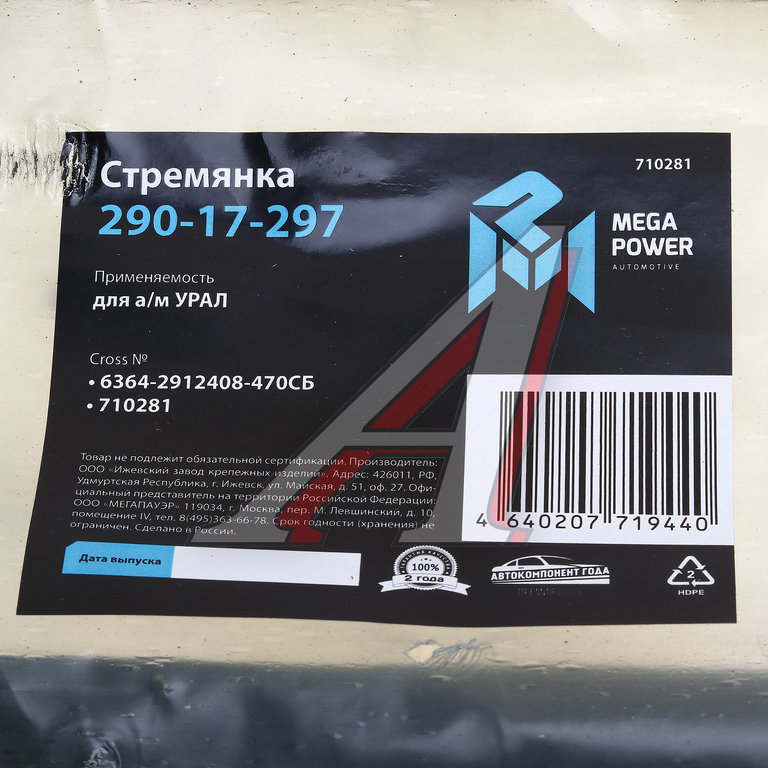 Стремянка
290-17-297
710281
MEGA
POWER
AUTOMOTIVE
Применяемость
для а/м УРАЛ
Cross №
• 6364-2912408-470СБ
• 710281
Товар не подлежит обязательной сертификации. Производитель:
ООО «Ижевский завод крепежных изделий». Адрес: 426011, РФ,
Удмуртская Республика, г. Ижевск, ул. Майская, д. 51, оф. 27. Офи-
циальный представитель на территории Российской Федерации:
ООО «МЕГАПАУЭР» 119034, г. Москва, пер. М. Левшинский, д. 10,
помещение IV, тел. 8(495)363-66-78. Срок годности (хранения) не
ограничен. Сделано в России.
4 640207 719440
Дата выпуска
ГАРАНТИЯ КАЧЕСТВА
100%
2 года
АВТОКОМПОНЕНТ ГОДА
2
HDPE